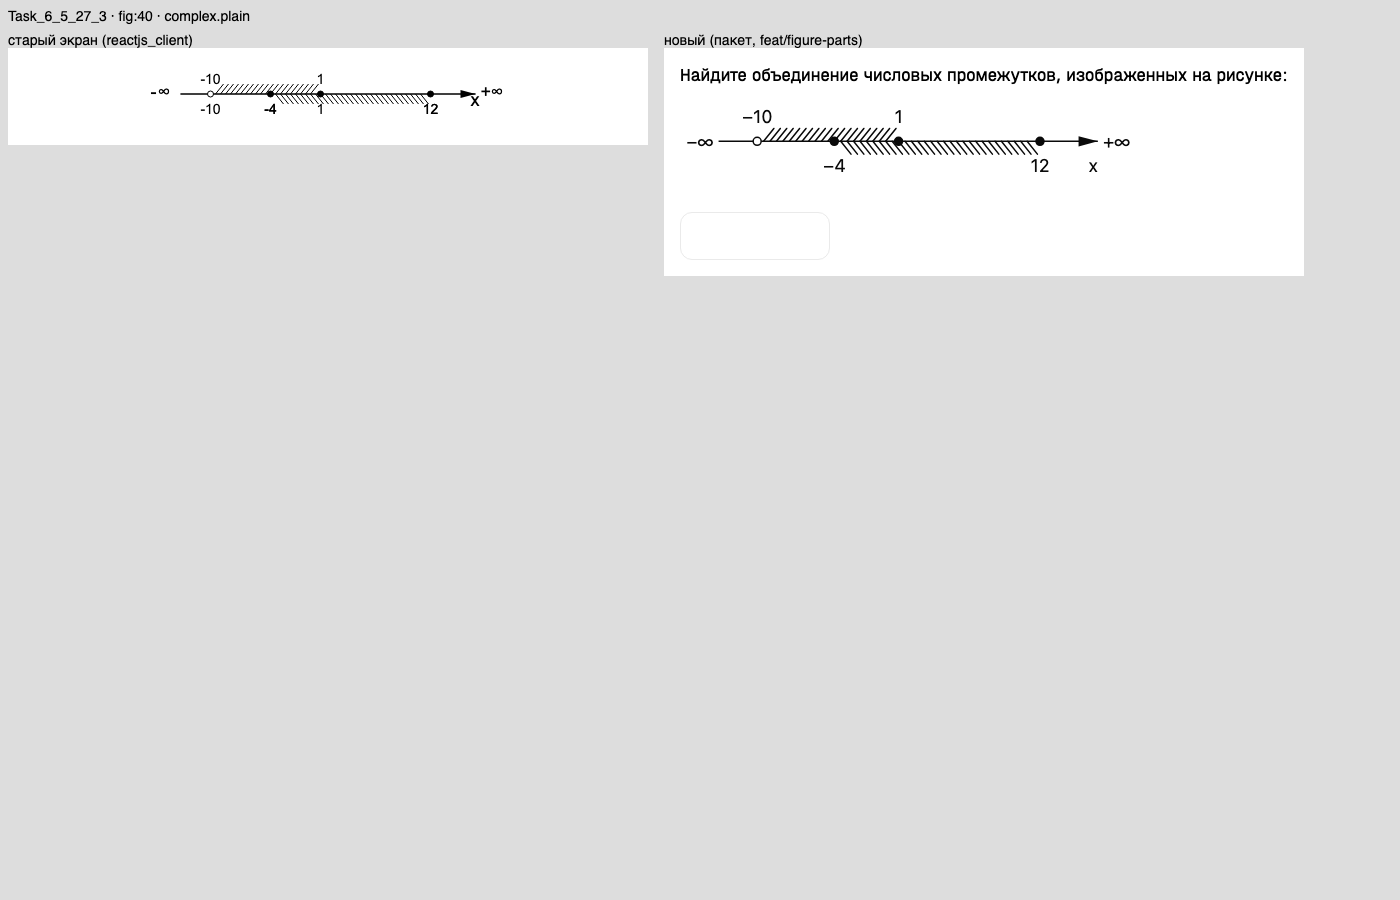 Task_6_5_27_3 · fig:40 · complex.plain
старый экран (reactjs_client)
-10 1
-∞ x +∞
-10 -4 1 12
новый (пакет, feat/figure-parts)
Найдите объединение числовых промежутков, изображенных на рисунке:
−10 1
−∞ +∞
−4 12 x